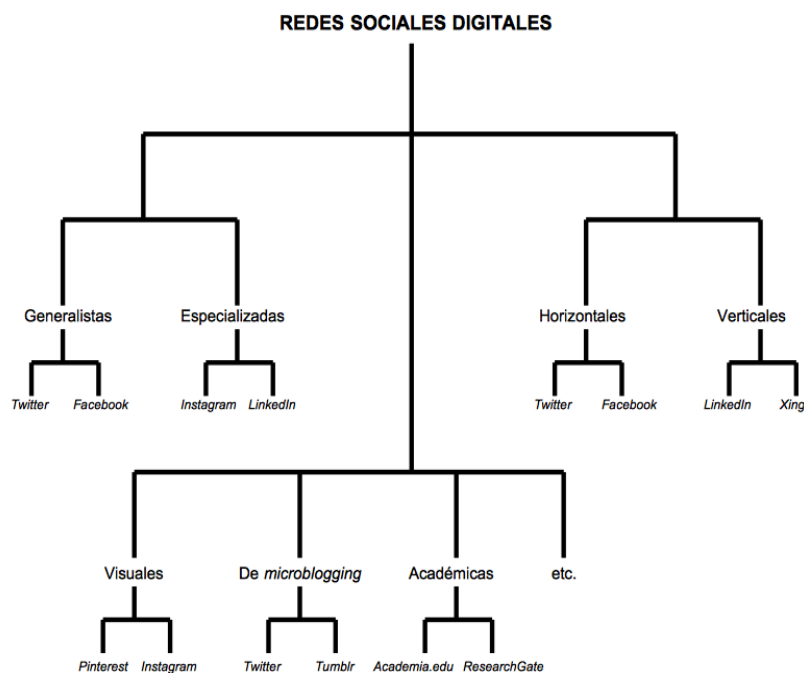 REDES SOCIALES DIGITALES
Generalistas Especializadas Horizontales Verticales
Twitter Facebook Instagram LinkedIn Twitter Facebook LinkedIn Xing
Visuales De microblogging Académicas etc.
Pinterest Instagram Twitter Tumblr Academia.edu ResearchGate